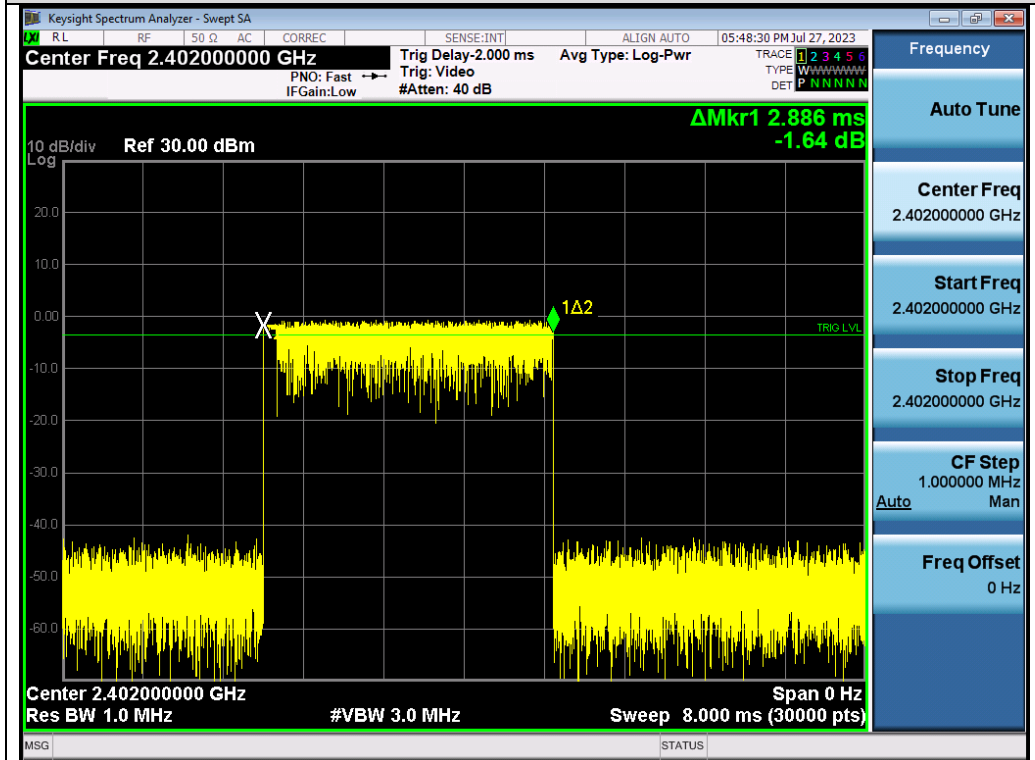 Keysight Spectrum Analyzer - Swept SA
LXI RL RF 50 Ω AC CORREC SENSE:INT ALIGN AUTO 05:48:30 PM Jul 27, 2023
Center Freq 2.402000000 GHz
PNO: Fast
IFGain:Low
Trig Delay-2.000 ms
Trig: Video
#Atten: 40 dB
Avg Type: Log-Pwr
TRACE 1 2 3 4 5 6
TYPE WWWWWW
DET P N N N N N
ΔMkr1 2.886 ms
-1.64 dB
10 dB/div Ref 30.00 dBm
Log
20.0
10.0
0.00
-10.0
-20.0
-30.0
-40.0
-50.0
-60.0
1Δ2
TRIG LVL
Center 2.402000000 GHz Span 0 Hz
Res BW 1.0 MHz #VBW 3.0 MHz Sweep 8.000 ms (30000 pts)
MSG STATUS
Frequency
Auto Tune
Center Freq
2.402000000 GHz
Start Freq
2.402000000 GHz
Stop Freq
2.402000000 GHz
CF Step
1.000000 MHz
Auto Man
Freq Offset
0 Hz